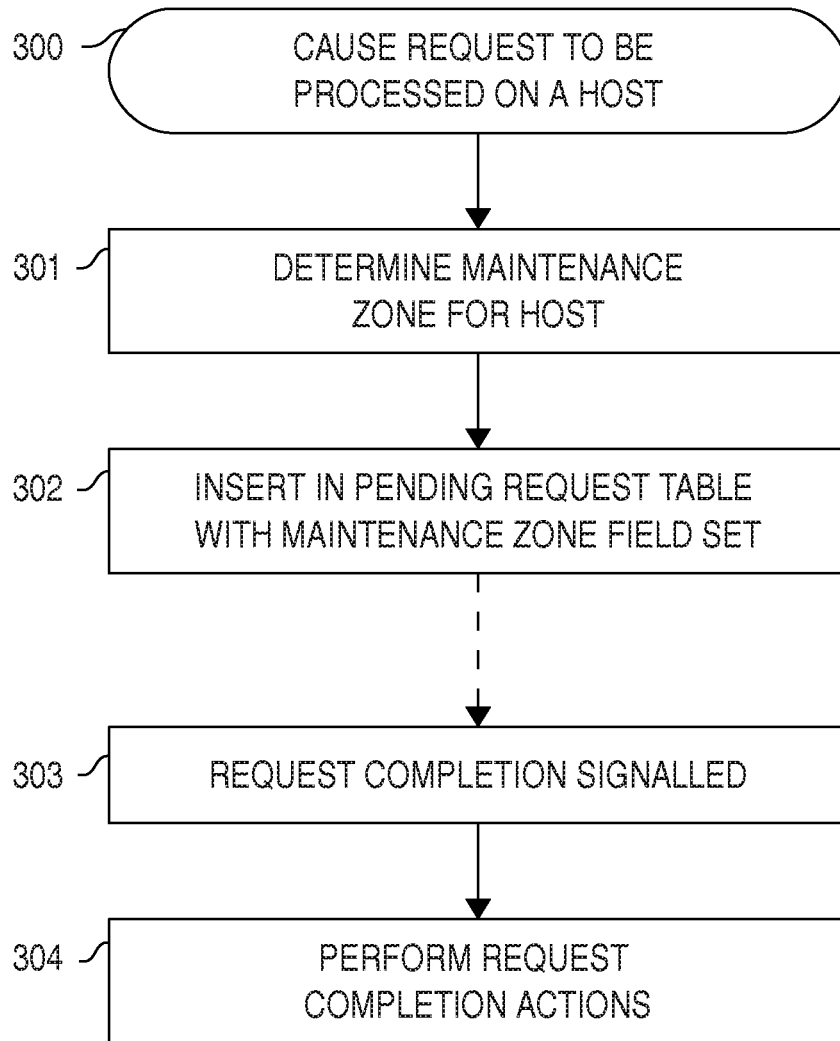 300
CAUSE REQUEST TO BE
PROCESSED ON A HOST
301
DETERMINE MAINTENANCE
ZONE FOR HOST
302
INSERT IN PENDING REQUEST TABLE
WITH MAINTENANCE ZONE FIELD SET
303
REQUEST COMPLETION SIGNALLED
304
PERFORM REQUEST
COMPLETION ACTIONS